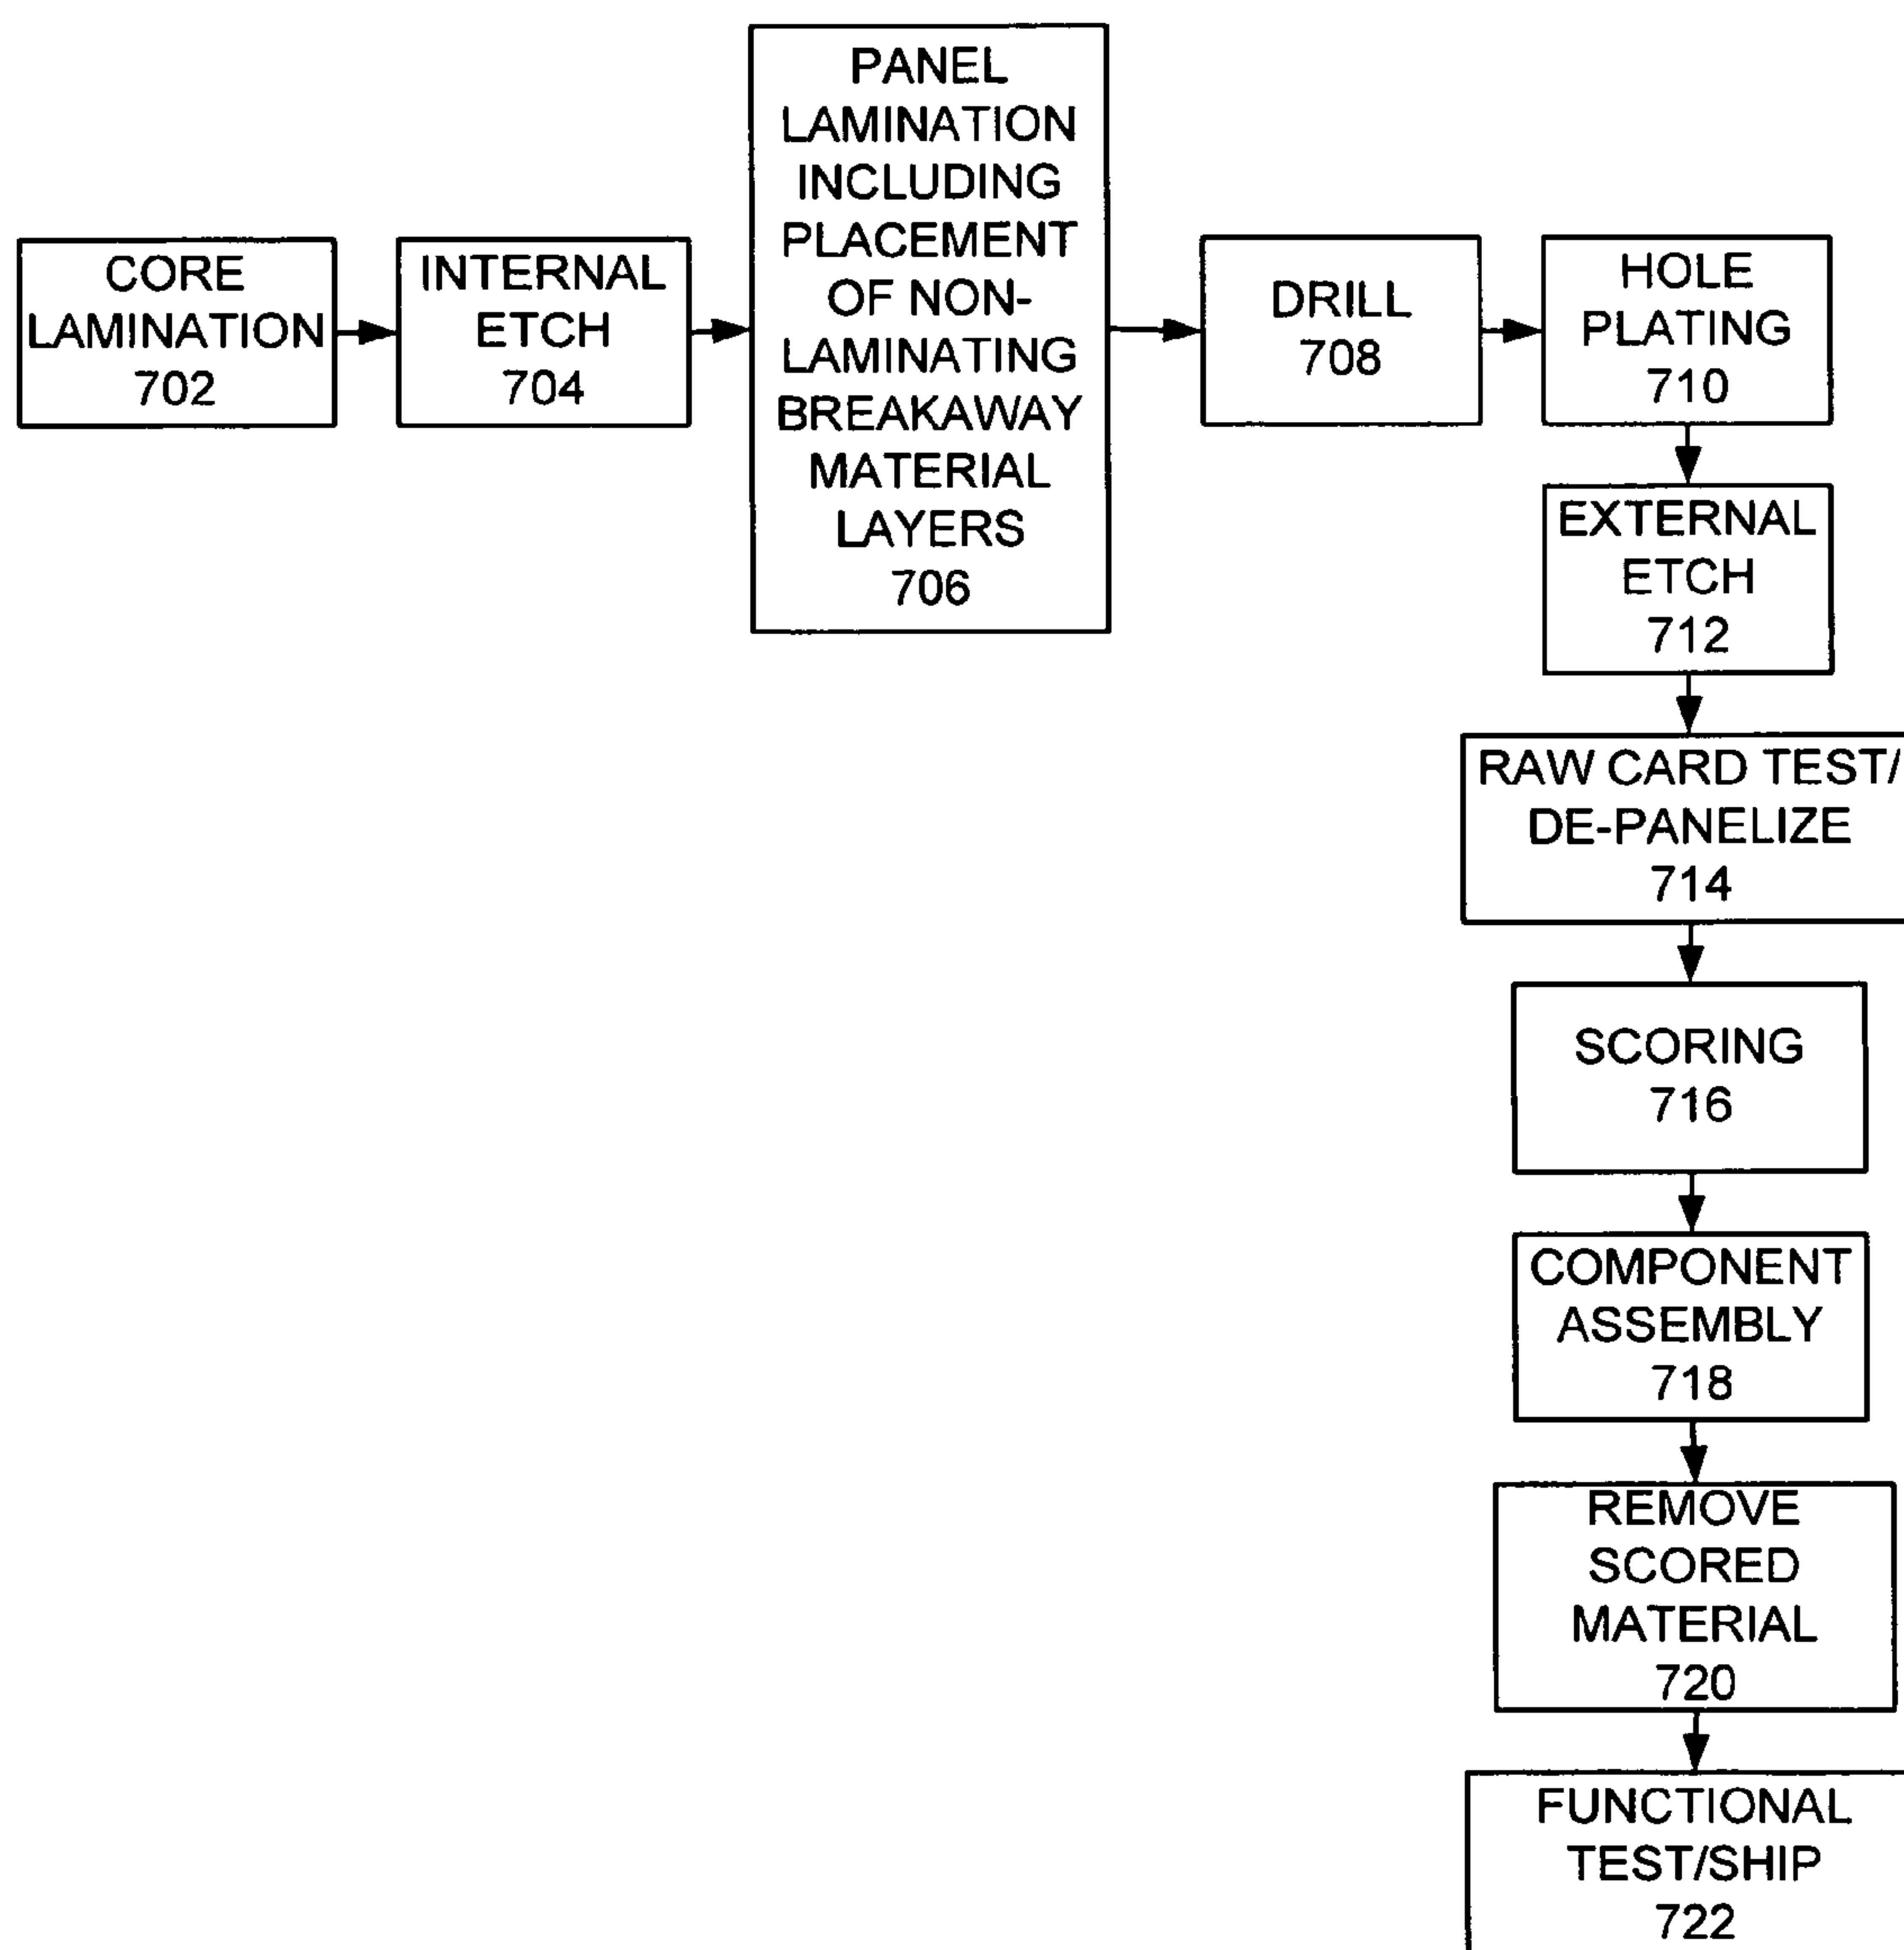 CORE
LAMINATION
702
INTERNAL
ETCH
704
PANEL
LAMINATION
INCLUDING
PLACEMENT
OF NON-
LAMINATING
BREAKAWAY
MATERIAL
LAYERS
706
DRILL
708
HOLE
PLATING
710
EXTERNAL
ETCH
712
RAW CARD TEST/
DE-PANELIZE
714
SCORING
716
COMPONENT
ASSEMBLY
718
REMOVE
SCORED
MATERIAL
720
FUNCTIONAL
TEST/SHIP
722